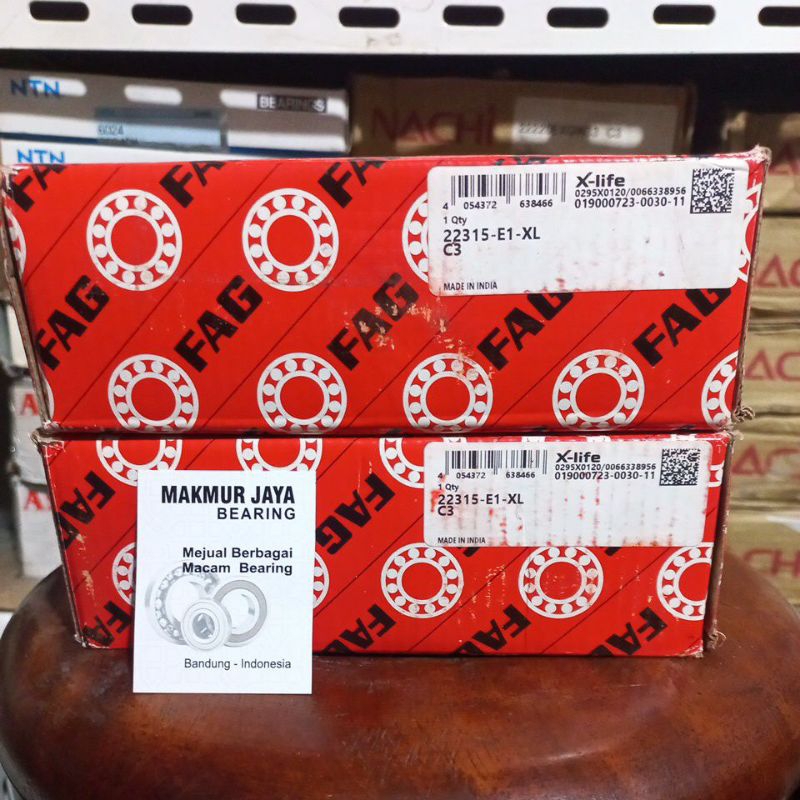 NTN
BEARINGS
6024
NTN
NACHI
C3
FAG
FAG
FAG
FAG
4 054372 638466
X-life
0295X0120/0066338956
019000723-0030-11
1 Qty
22315-E1-XL
C3
MADE IN INDIA
NACHI
FAG
FAG
FAG
FAG
4 054372 638466
X-life
0295X0120/0066338956
019000723-0030-11
1 Qty
22315-E1-XL
C3
MADE IN INDIA
MAKMUR JAYA
BEARING
Mejual Berbagai
Macam Bearing
Bandung - Indonesia